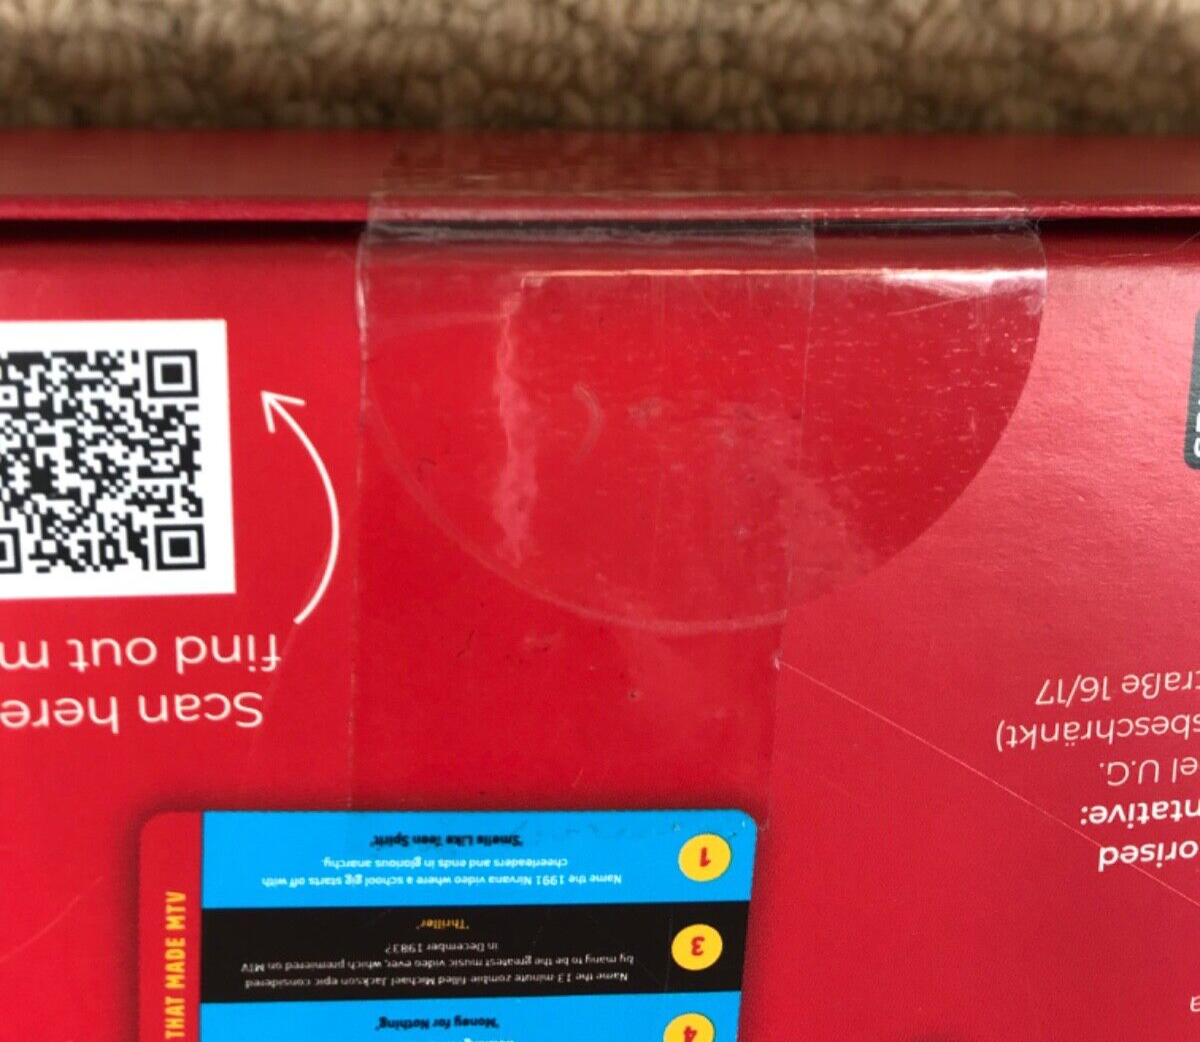 4
'Money for Nothing'
3
Name the 13 minute zombie filled Michael Jackson epic considered
by many to be the greatest music video ever, which premiered on MTV
in December 1983?
'Thriller'
1
Name the 1991 Nirvana video where a school gig starts off with
cheerleaders and ends in glorious anarchy.
'Smells Like Teen Spirit'
THAT MADE MTV
orised
ntative:
el U.G.
sbeschränkt)
traße 16/17
Scan here
find out m